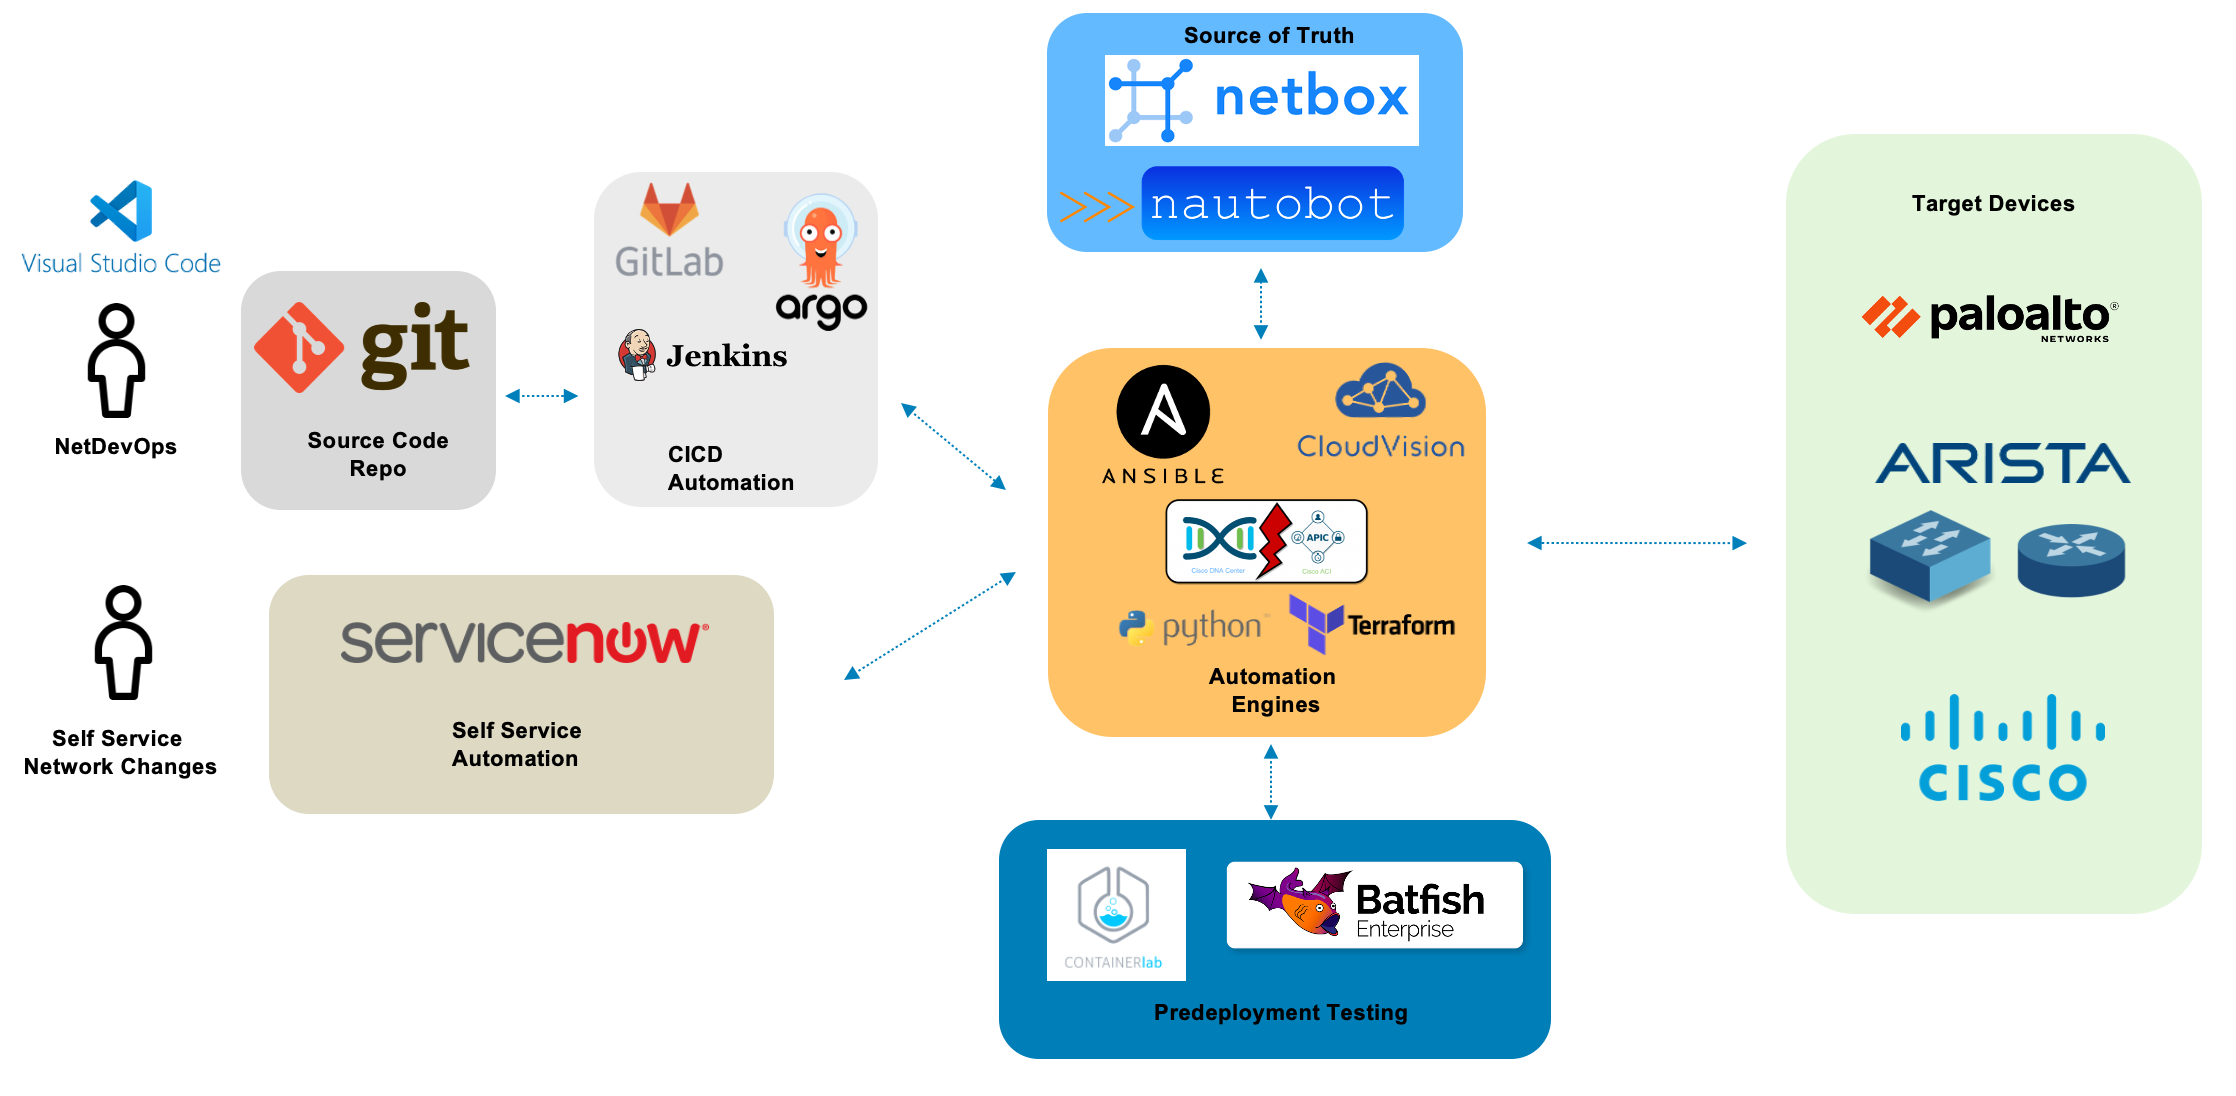 Source of Truth
netbox
nautobot
Visual Studio Code
NetDevOps
git
Source Code
Repo
GitLab
argo
Jenkins
CICD
Automation
ANSIBLE
CloudVision
Cisco DNA Center
APIC
Cisco ACI
python™
Terraform
Automation
Engines
Target Devices
paloalto®
NETWORKS
ARISTA
CISCO
Self Service
Network Changes
servicenow®
Self Service
Automation
CONTAINERlab
Batfish
Enterprise
Predeployment Testing